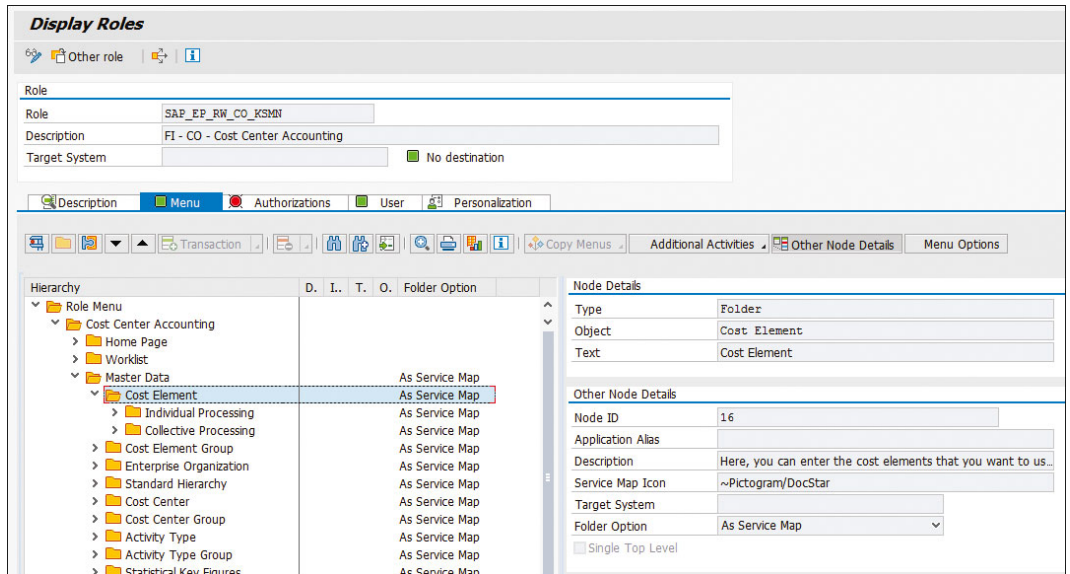 Display Roles
Other role
Role
Role SAP_EP_RW_CO_KSMN
Description FI - CO - Cost Center Accounting
Target System No destination
Description Menu Authorizations User Personalization
Transaction Copy Menus Additional Activities Other Node Details Menu Options
Hierarchy D. I.. T. O. Folder Option
Role Menu
Cost Center Accounting
Home Page
Worklist
Master Data As Service Map
Cost Element As Service Map
Individual Processing As Service Map
Collective Processing As Service Map
Cost Element Group As Service Map
Enterprise Organization As Service Map
Standard Hierarchy As Service Map
Cost Center As Service Map
Cost Center Group As Service Map
Activity Type As Service Map
Activity Type Group As Service Map
Statistical Key Figures As Service Map
Node Details
Type Folder
Object Cost Element
Text Cost Element
Other Node Details
Node ID 16
Application Alias
Description Here, you can enter the cost elements that you want to us...
Service Map Icon ~Pictogram/DocStar
Target System
Folder Option As Service Map
Single Top Level